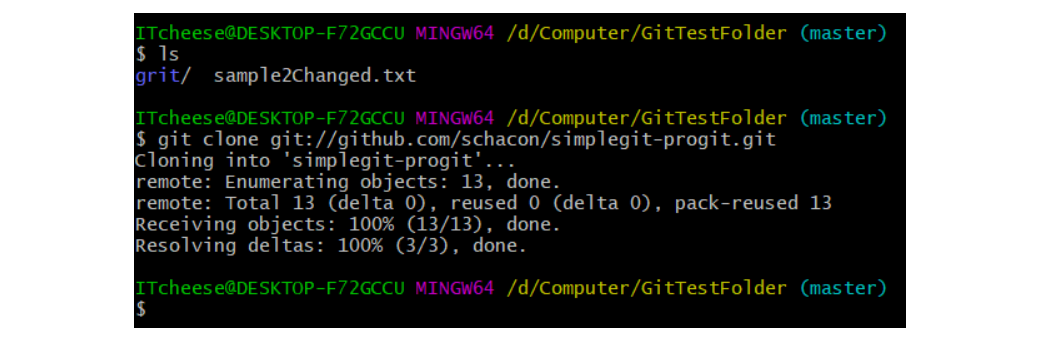 ITcheese@DESKTOP-F72GCCU MINGW64 /d/Computer/GitTestFolder (master)
$ ls
grit/  sample2Changed.txt
ITcheese@DESKTOP-F72GCCU MINGW64 /d/Computer/GitTestFolder (master)
$ git clone git://github.com/schacon/simplegit-progit.git
Cloning into 'simplegit-progit'...
remote: Enumerating objects: 13, done.
remote: Total 13 (delta 0), reused 0 (delta 0), pack-reused 13
Receiving objects: 100% (13/13), done.
Resolving deltas: 100% (3/3), done.
ITcheese@DESKTOP-F72GCCU MINGW64 /d/Computer/GitTestFolder (master)
$